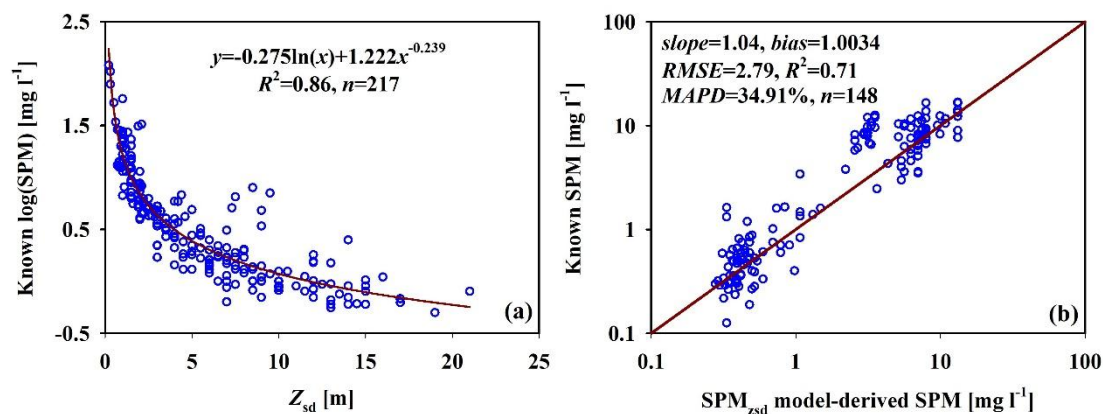 2.5
1.5
0.5
-0.5
Known log(SPM) [mg l⁻¹]
y=-0.275ln(x)+1.222x⁻⁰·²³⁹
R²=0.86, n=217
(a)
0 5 10 15 20 25
Zsd [m]
100
10
1
0.1
Known SPM [mg l⁻¹]
slope=1.04, bias=1.0034
RMSE=2.79, R²=0.71
MAPD=34.91%, n=148
(b)
0.1 1 10 100
SPMzsd model-derived SPM [mg l⁻¹]